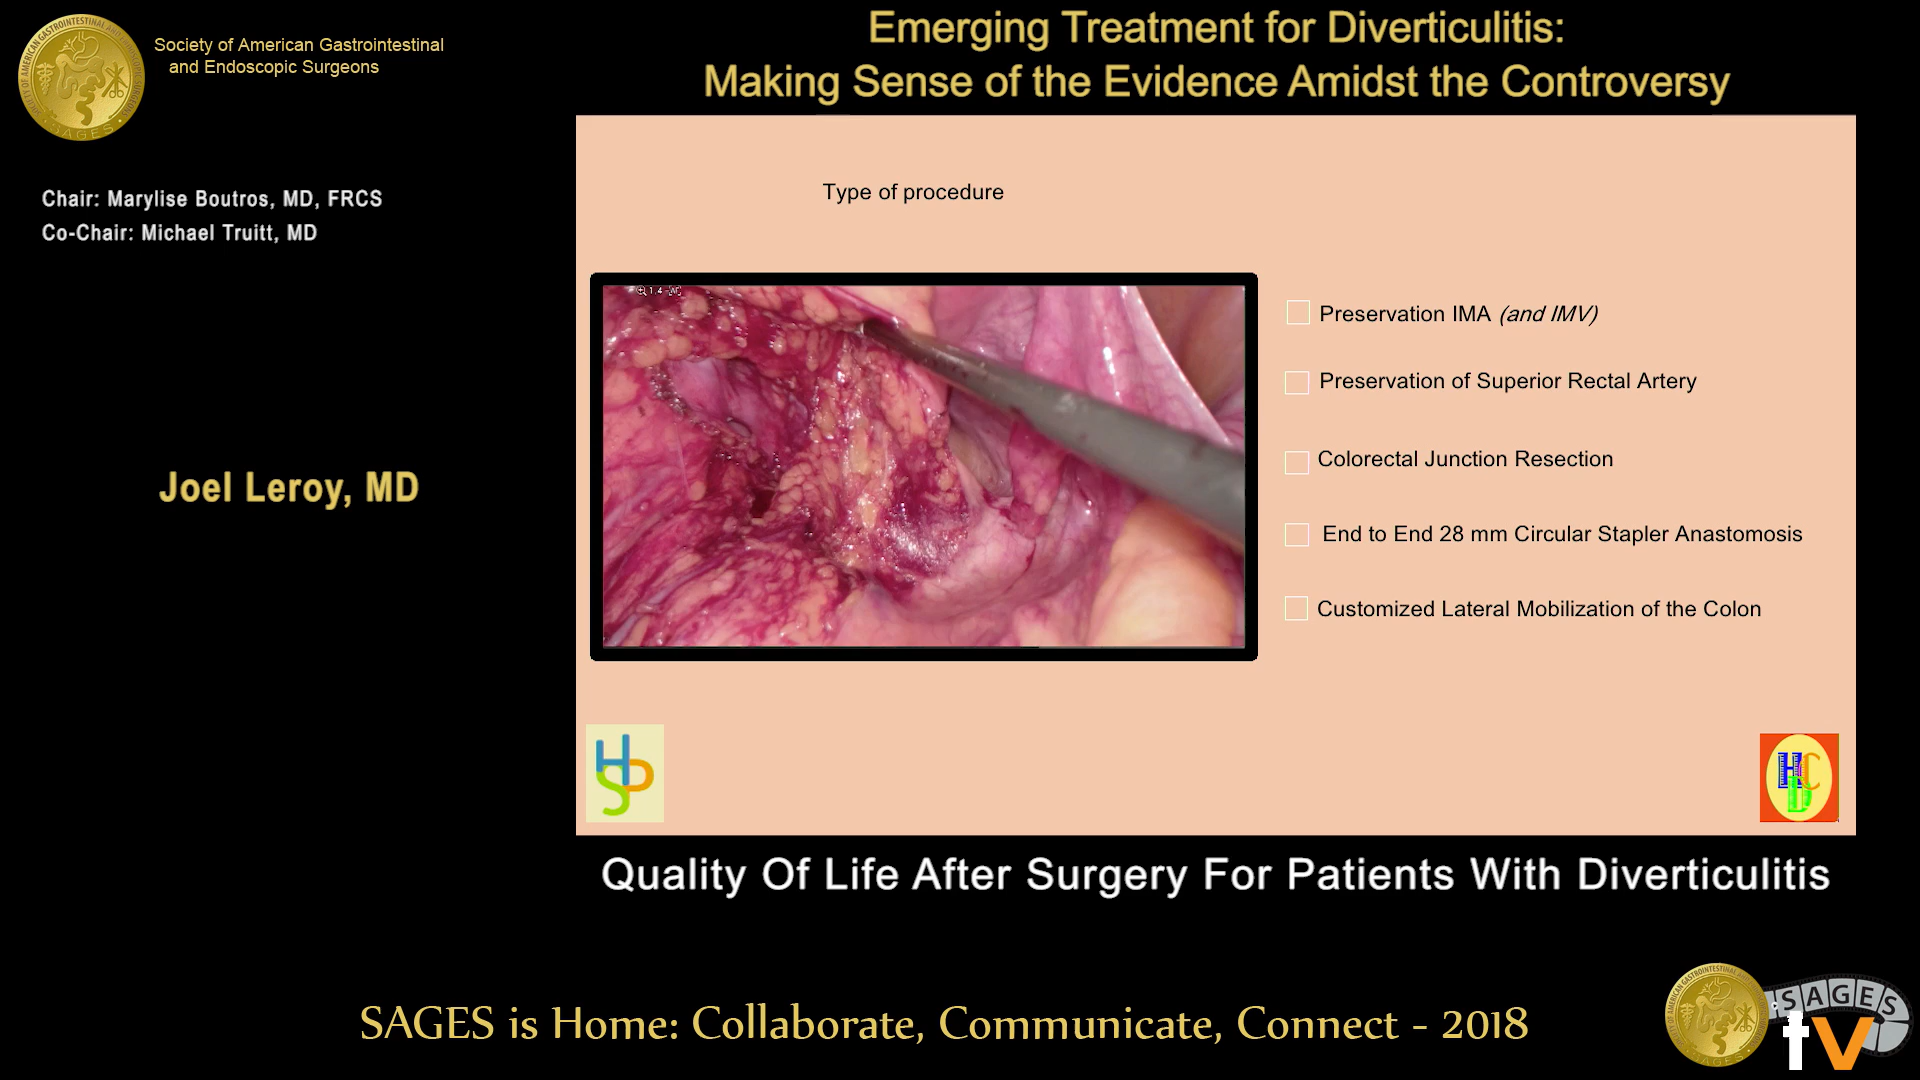 Society of American Gastrointestinal
and Endoscopic Surgeons
Emerging Treatment for Diverticulitis:
Making Sense of the Evidence Amidst the Controversy
Chair: Marylise Boutros, MD, FRCS
Co-Chair: Michael Truitt, MD
Joel Leroy, MD
Type of procedure
Preservation IMA (and IMV)
Preservation of Superior Rectal Artery
Colorectal Junction Resection
End to End 28 mm Circular Stapler Anastomosis
Customized Lateral Mobilization of the Colon
Quality Of Life After Surgery For Patients With Diverticulitis
SAGES is Home: Collaborate, Communicate, Connect - 2018
SAGES
tv